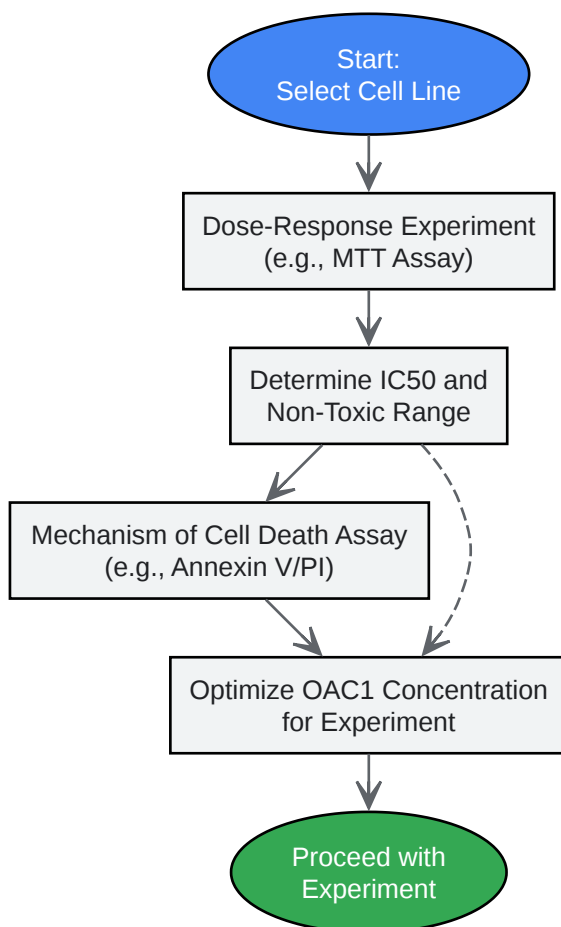 Start:
Select Cell Line
Dose-Response Experiment
(e.g., MTT Assay)
Determine IC50 and
Non-Toxic Range
Mechanism of Cell Death Assay
(e.g., Annexin V/PI)
Optimize OAC1 Concentration
for Experiment
Proceed with
Experiment